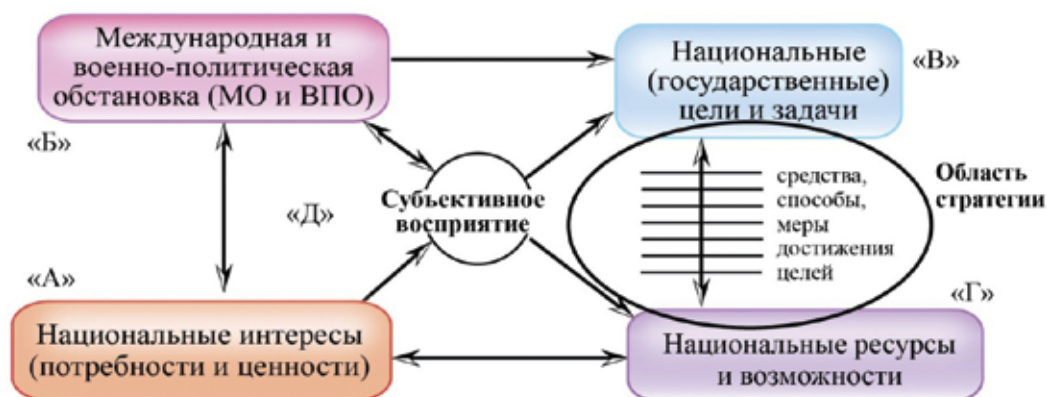 Международная и
военно-политическая
обстановка (МО и ВПО)
Национальные
(государственные)
цели и задачи
«В»
«Б»
«Д»
Субъективное
восприятие
средства,
способы,
меры
достижения
целей
Область
стратегии
«А»
«Г»
Национальные интересы
(потребности и ценности)
Национальные ресурсы
и возможности